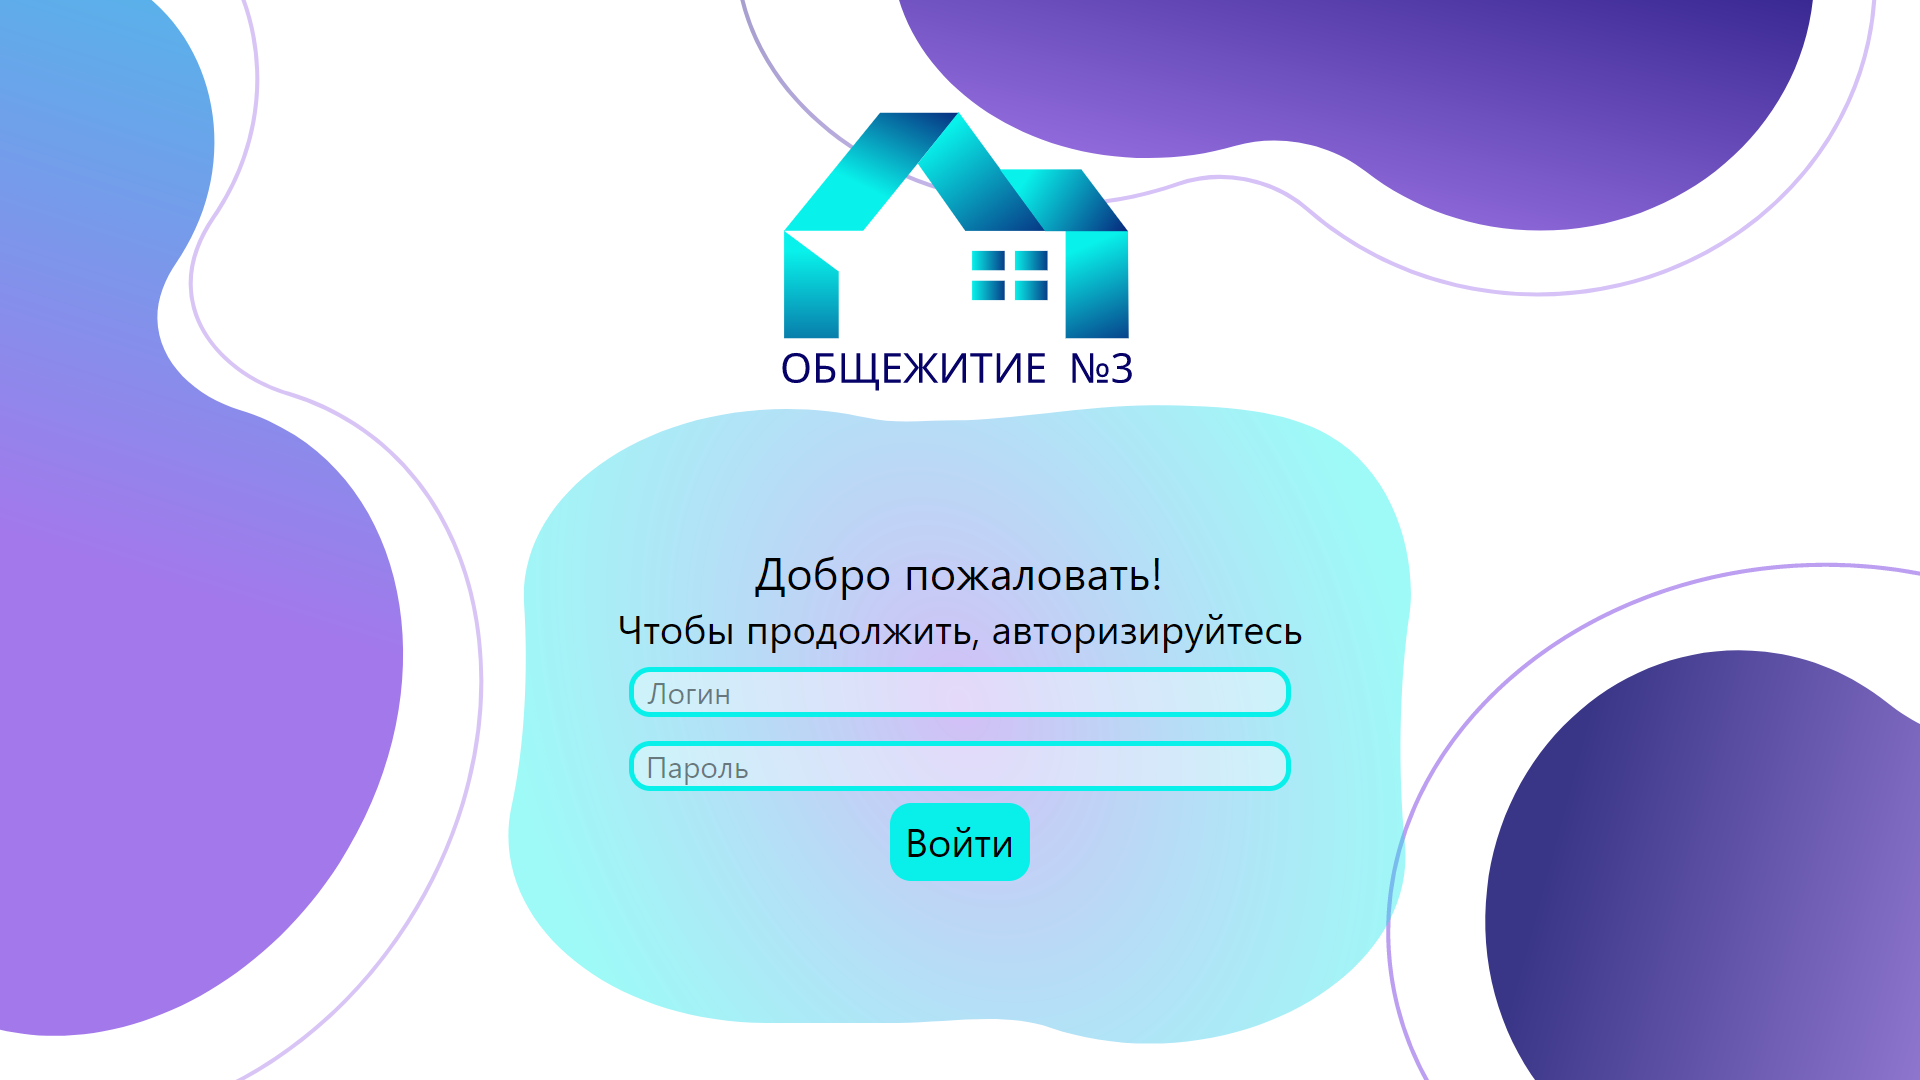 ОБЩЕЖИТИЕ №3
Добро пожаловать!
Чтобы продолжить, авторизируйтесь
Логин
Пароль
Войти